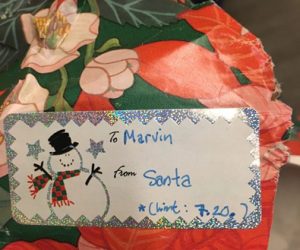 To Marvin
From Santa
*(hint: 7.20.)